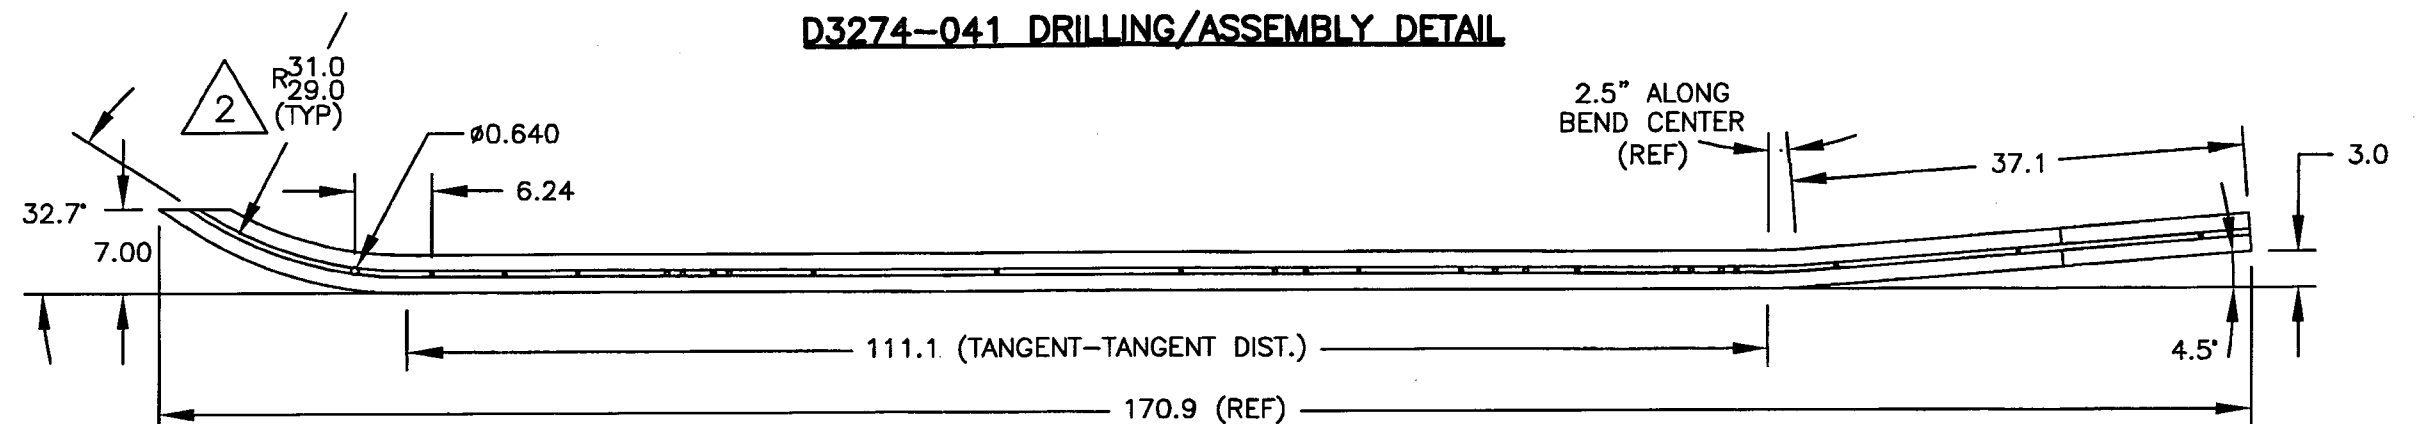 D3274-041 DRILLING/ASSEMBLY DETAIL
R31.0
29.0
(TYP)
2
2.5" ALONG
BEND CENTER
(REF)
ø0.640
6.24
37.1
3.0
32.7°
7.00
111.1 (TANGENT-TANGENT DIST.)
4.5°
170.9 (REF)